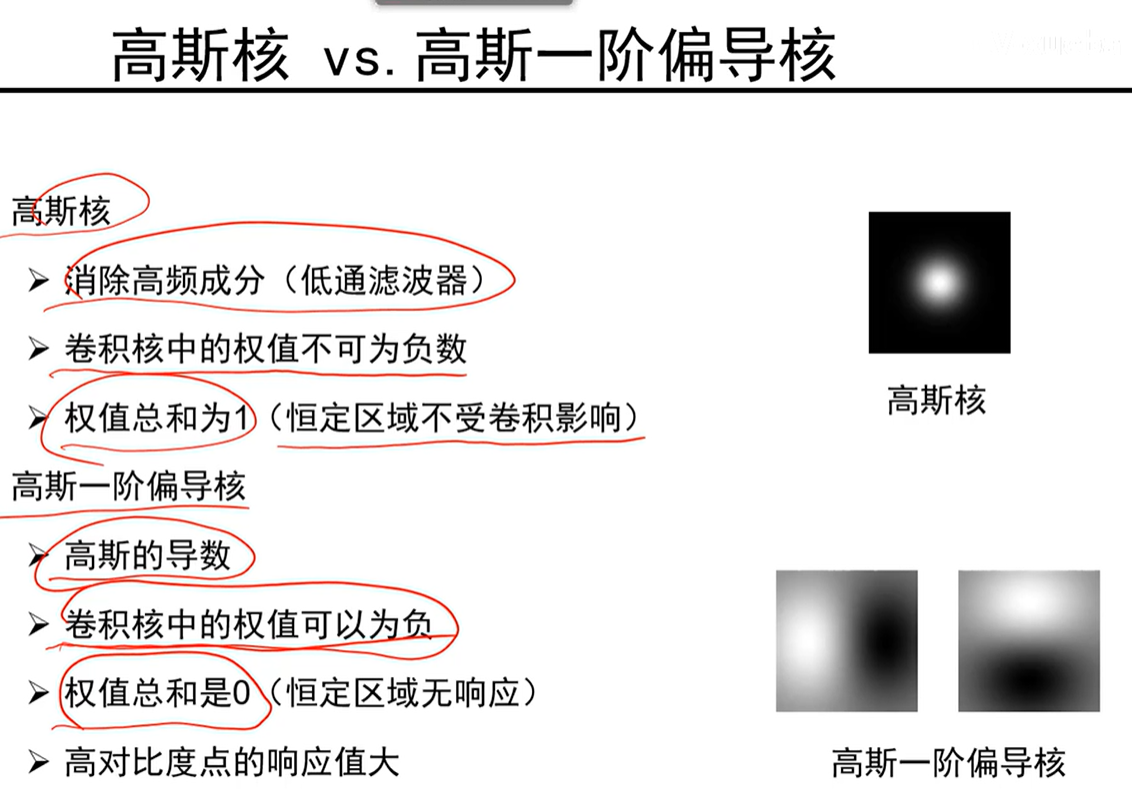 高斯核 vs. 高斯一阶偏导核
高斯核
➢ 消除高频成分（低通滤波器）
➢ 卷积核中的权值不可为负数
➢ 权值总和为1（恒定区域不受卷积影响）
高斯一阶偏导核
➢ 高斯的导数
➢ 卷积核中的权值可以为负
➢ 权值总和是0（恒定区域无响应）
➢ 高对比度点的响应值大
高斯核
高斯一阶偏导核